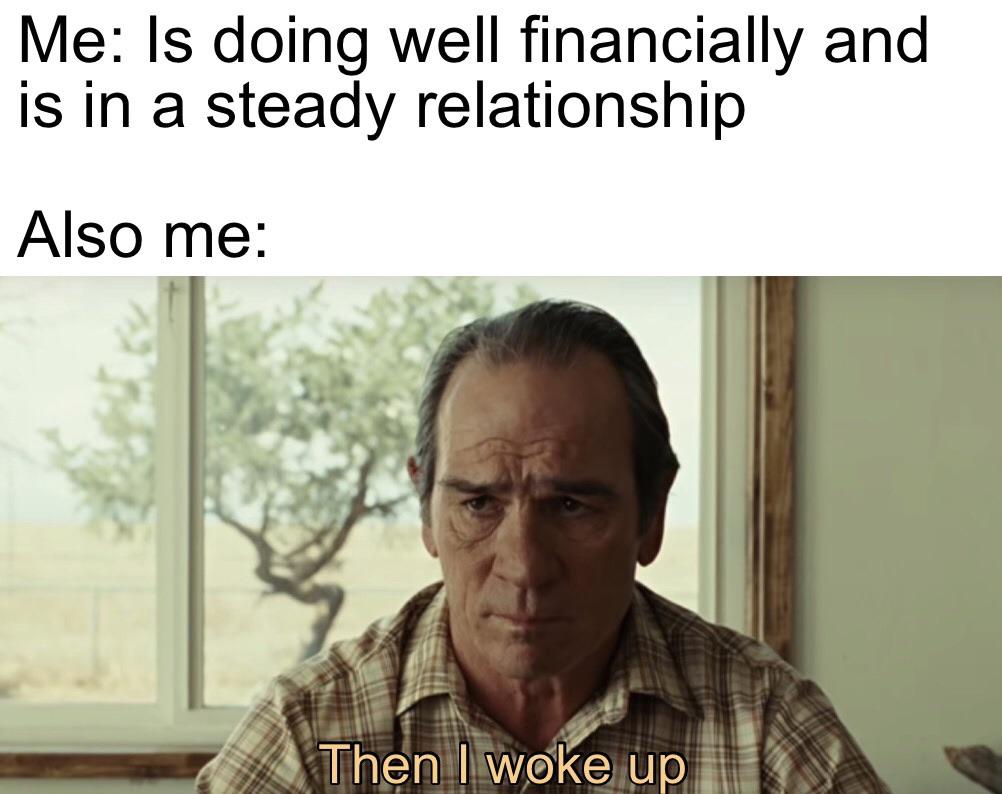 Me: Is doing well financially and
is in a steady relationship
Also me:
Then I woke up